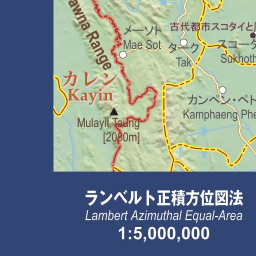 古代都市スコタイと
メーソト
Mae Sot
ターク
Tak
スコータ
Sukhoth
awna Range
カレン
Kayin
カンペン・ペト
Kamphaeng Phe
Mulayit Taung
[2080m]
ランベルト正積方位図法
Lambert Azimuthal Equal-Area
1:5,000,000